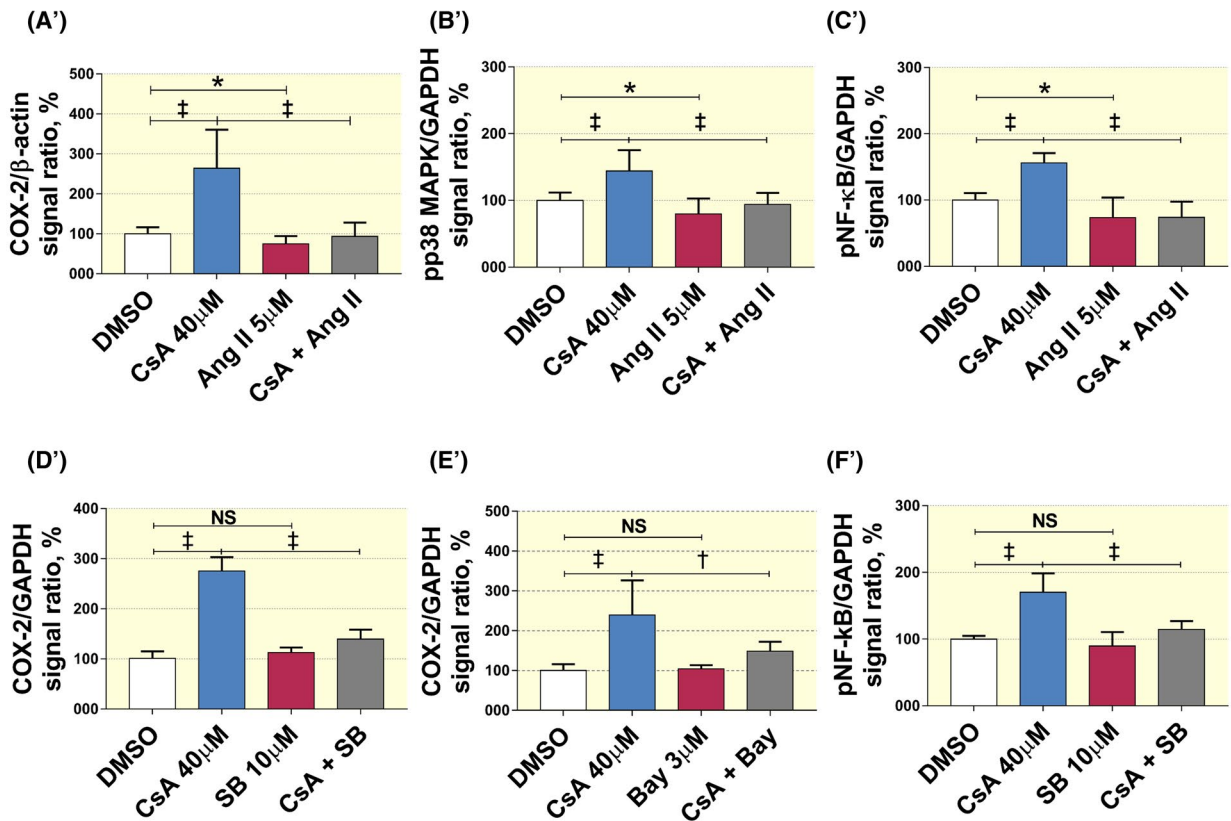 (A’)
COX-2/β-actin
signal ratio, %
500
400
300
200
100
000
*
‡ ‡
DMSO
CsA 40µM
Ang II 5µM
CsA + Ang II
(B’)
pp38 MAPK/GAPDH
signal ratio, %
300
200
100
000
*
‡ ‡
DMSO
CsA 40µM
Ang II 5µM
CsA + Ang II
(C’)
pNF-κB/GAPDH
signal ratio, %
300
200
100
000
*
‡ ‡
DMSO
CsA 40µM
Ang II 5µM
CsA + Ang II
(D’)
COX-2/GAPDH
signal ratio, %
400
300
200
100
000
NS
‡ ‡
DMSO
CsA 40µM
SB 10µM
CsA + SB
(E’)
COX-2/GAPDH
signal ratio, %
500
400
300
200
100
000
NS
‡ †
DMSO
CsA 40µM
Bay 3µM
CsA + Bay
(F’)
pNF-kB/GAPDH
signal ratio, %
300
200
100
000
NS
‡ ‡
DMSO
CsA 40µM
SB 10µM
CsA + SB